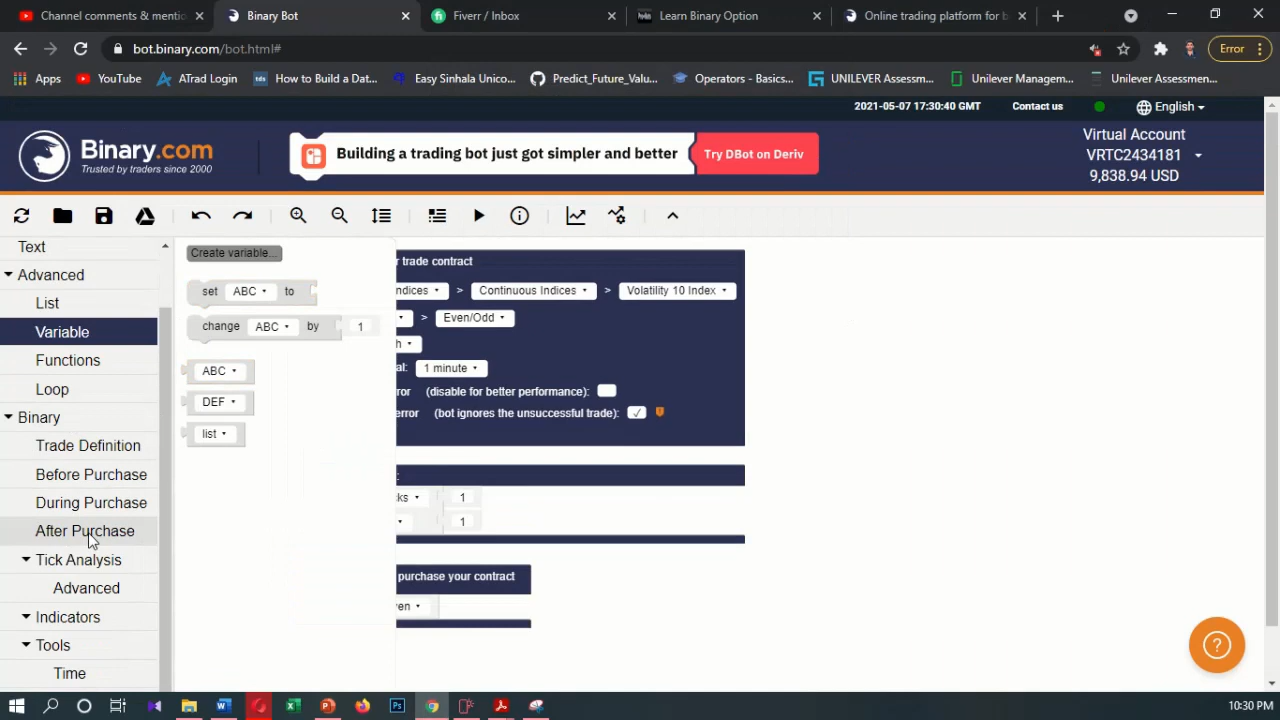 Channel comments & mentio
Binary Bot
Fiverr / Inbox
Learn Binary Option
Online trading platform for b
bot.binary.com/bot.html#
Error
Apps
YouTube
ATrad Login
How to Build a Dat...
Easy Sinhala Unico...
Predict_Future_Valu...
Operators - Basics...
UNILEVER Assessm...
Unilever Managem...
Unilever Assessmen...
2021-05-07 17:30:40 GMT
Contact us
English
Binary.com
Trusted by traders since 2000
Building a trading bot just got simpler and better
Try DBot on Deriv
Virtual Account
VRTC2434181
9,838.94 USD
Text
Advanced
List
Variable
Functions
Loop
Binary
Trade Definition
Before Purchase
During Purchase
After Purchase
Tick Analysis
Advanced
Indicators
Tools
Time
Create variable...
set ABC to
change ABC by 1
ABC
DEF
list
r trade contract
ndices > Continuous Indices > Volatility 10 Index
> Even/Odd
h
al: 1 minute
rror (disable for better performance):
error (bot ignores the unsuccessful trade): ✓
:
cks 1
1
purchase your contract
en
10:30 PM